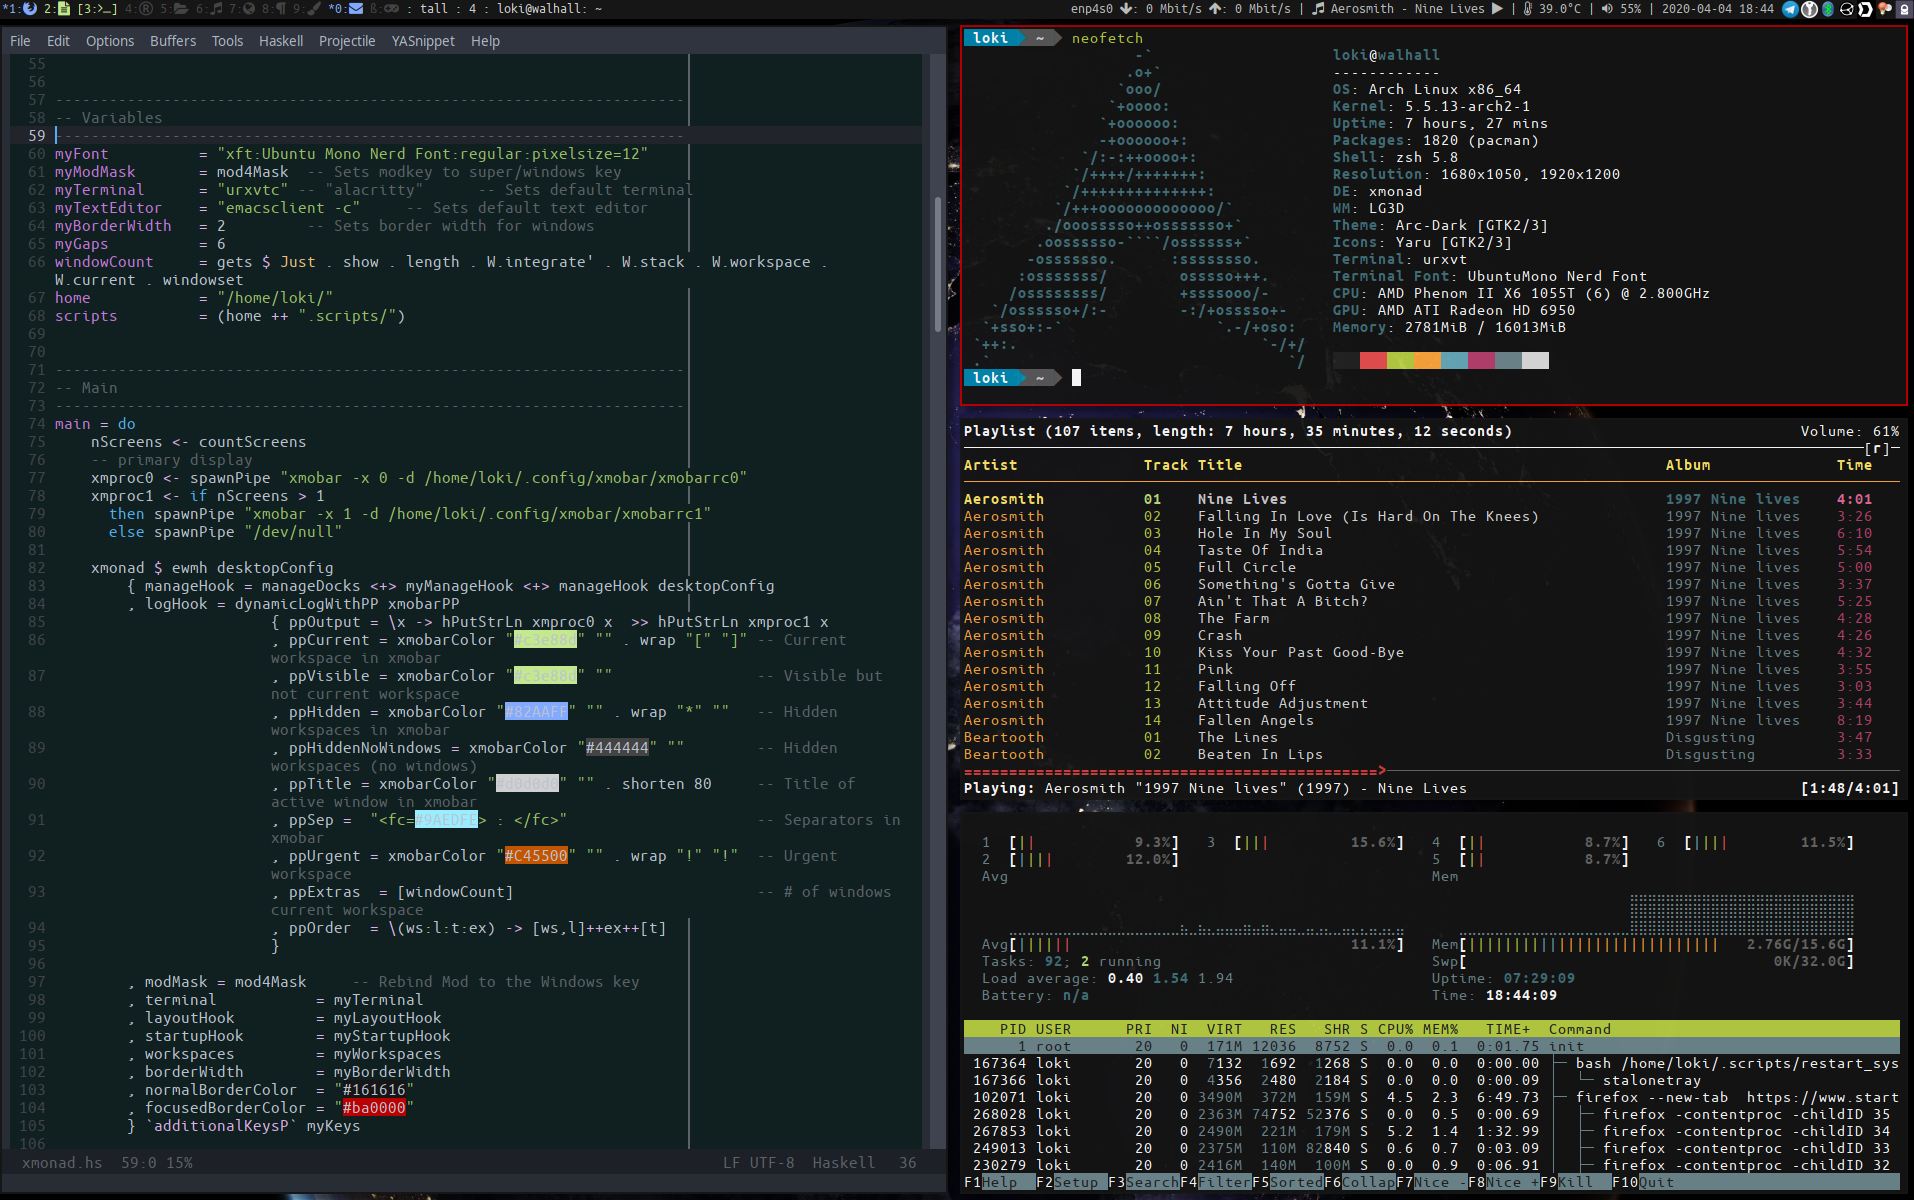 *1: 2: [3:>_] 4: 5: 6: 7: 8: 9: *0: ß: : tall : 4 : loki@walhall: ~
enp4s0 : 0 Mbit/s : 0 Mbit/s | Aerosmith - Nine Lives | 39.0°C | 55% | 2020-04-04 18:44
File Edit Options Buffers Tools Haskell Projectile YASnippet Help
55
56
57 ----------------------------------------------------------------------
58 -- Variables
59 ----------------------------------------------------------------------
60 myFont = "xft:Ubuntu Mono Nerd Font:regular:pixelsize=12"
61 myModMask = mod4Mask -- Sets modkey to super/windows key
62 myTerminal = "urxvtc" -- "alacritty" -- Sets default terminal
63 myTextEditor = "emacsclient -c" -- Sets default text editor
64 myBorderWidth = 2 -- Sets border width for windows
65 myGaps = 6
66 windowCount = gets $ Just . show . length . W.integrate' . W.stack . W.workspace .
W.current . windowset
67 home = "/home/loki/"
68 scripts = (home ++ ".scripts/")
69
70
71 ----------------------------------------------------------------------
72 -- Main
73 ----------------------------------------------------------------------
74 main = do
75 nScreens <- countScreens
76 -- primary display
77 xmproc0 <- spawnPipe "xmobar -x 0 -d /home/loki/.config/xmobar/xmobarrc0"
78 xmproc1 <- if nScreens > 1
79 then spawnPipe "xmobar -x 1 -d /home/loki/.config/xmobar/xmobarrc1"
80 else spawnPipe "/dev/null"
81
82 xmonad $ ewmh desktopConfig
83 { manageHook = manageDocks <+> myManageHook <+> manageHook desktopConfig
84 , logHook = dynamicLogWithPP xmobarPP
85 { ppOutput = \x -> hPutStrLn xmproc0 x >> hPutStrLn xmproc1 x
86 , ppCurrent = xmobarColor "#c3e88d" "" . wrap "[" "]" -- Current
workspace in xmobar
87 , ppVisible = xmobarColor "#c3e88d" "" -- Visible but
not current workspace
88 , ppHidden = xmobarColor "#82AAFF" "" . wrap "*" "" -- Hidden
workspaces in xmobar
89 , ppHiddenNoWindows = xmobarColor "#444444" "" -- Hidden
workspaces (no windows)
90 , ppTitle = xmobarColor "#d0d0d0" "" . shorten 80 -- Title of
active window in xmobar
91 , ppSep = "<fc=#9AEDFE> : </fc>" -- Separators in
xmobar
92 , ppUrgent = xmobarColor "#C45500" "" . wrap "!" "!" -- Urgent
workspace
93 , ppExtras = [windowCount] -- # of windows
current workspace
94 , ppOrder = \(ws:l:t:ex) -> [ws,l]++ex++[t]
95 }
96
97 , modMask = mod4Mask -- Rebind Mod to the Windows key
98 , terminal = myTerminal
99 , layoutHook = myLayoutHook
100 , startupHook = myStartupHook
101 , workspaces = myWorkspaces
102 , borderWidth = myBorderWidth
103 , normalBorderColor = "#161616"
104 , focusedBorderColor = "#ba0000"
105 } `additionalKeysP` myKeys
106
xmonad.hs 59:0 15% LF UTF-8 Haskell 36
loki ~ neofetch
loki@walhall
------------
OS: Arch Linux x86_64
Kernel: 5.5.13-arch2-1
Uptime: 7 hours, 27 mins
Packages: 1820 (pacman)
Shell: zsh 5.8
Resolution: 1680x1050, 1920x1200
DE: xmonad
WM: LG3D
Theme: Arc-Dark [GTK2/3]
Icons: Yaru [GTK2/3]
Terminal: urxvt
Terminal Font: UbuntuMono Nerd Font
CPU: AMD Phenom II X6 1055T (6) @ 2.800GHz
GPU: AMD ATI Radeon HD 6950
Memory: 2781MiB / 16013MiB
loki ~
Playlist (107 items, length: 7 hours, 35 minutes, 12 seconds) Volume: 61%
[r]
Artist Track Title Album Time
Aerosmith 01 Nine Lives 1997 Nine lives 4:01
Aerosmith 02 Falling In Love (Is Hard On The Knees) 1997 Nine lives 3:26
Aerosmith 03 Hole In My Soul 1997 Nine lives 6:10
Aerosmith 04 Taste Of India 1997 Nine lives 5:54
Aerosmith 05 Full Circle 1997 Nine lives 5:00
Aerosmith 06 Something's Gotta Give 1997 Nine lives 3:37
Aerosmith 07 Ain't That A Bitch? 1997 Nine lives 5:25
Aerosmith 08 The Farm 1997 Nine lives 4:28
Aerosmith 09 Crash 1997 Nine lives 4:26
Aerosmith 10 Kiss Your Past Good-Bye 1997 Nine lives 4:32
Aerosmith 11 Pink 1997 Nine lives 3:55
Aerosmith 12 Falling Off 1997 Nine lives 3:03
Aerosmith 13 Attitude Adjustment 1997 Nine lives 3:44
Aerosmith 14 Fallen Angels 1997 Nine lives 8:19
Beartooth 01 The Lines Disgusting 3:47
Beartooth 02 Beaten In Lips Disgusting 3:33
Playing: Aerosmith "1997 Nine lives" (1997) - Nine Lives [1:48/4:01]
1 [|| 9.3%] 3 [||| 15.6%] 4 [|| 8.7%] 6 [|||| 11.5%]
2 [|||| 12.0%] 5 [|| 8.7%]
Avg Mem
Avg[|||||| 11.1%] Mem[|||||||||||||||||||||||||||| 2.76G/15.6G]
Tasks: 92; 2 running Swp[ 0K/32.0G]
Load average: 0.40 1.54 1.94 Uptime: 07:29:09
Battery: n/a Time: 18:44:09
PID USER PRI NI VIRT RES SHR S CPU% MEM% TIME+ Command
1 root 20 0 171M 12036 8752 S 0.0 0.1 0:01.75 init
167364 loki 20 0 7132 1692 1268 S 0.0 0.0 0:00.00 bash /home/loki/.scripts/restart_sys
167366 loki 20 0 4356 2480 2184 S 0.0 0.0 0:00.09 stalonetray
102071 loki 20 0 3490M 372M 159M S 4.5 2.3 6:49.73 firefox --new-tab https://www.start
268028 loki 20 0 2363M 74752 52376 S 0.0 0.5 0:00.69 firefox -contentproc -childID 35
267853 loki 20 0 2490M 221M 179M S 5.2 1.4 1:32.99 firefox -contentproc -childID 34
249013 loki 20 0 2375M 110M 82840 S 0.6 0.7 0:03.09 firefox -contentproc -childID 33
230279 loki 20 0 2416M 140M 100M S 0.0 0.9 0:06.91 firefox -contentproc -childID 32
F1Help F2Setup F3SearchF4FilterF5SortedF6CollapF7Nice -F8Nice +F9Kill F10Quit